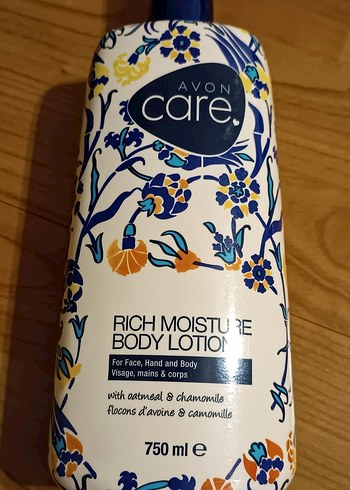 AVON
care.
RICH MOISTURE
BODY LOTION
For Face, Hand and Body
Visage, mains & corps
with oatmeal & chamomile
flocons d'avoine & camomille
750 ml ℮